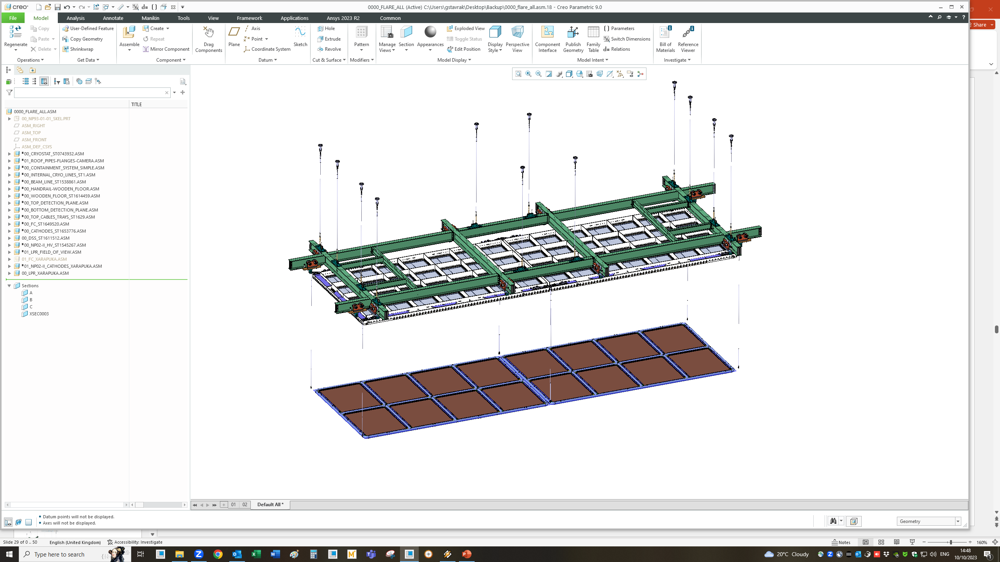 creo®
0000_FLARE_ALL (Active) C:\Users\gstavrak\Desktop\Backup\0000_flare_all.asm.18 - Creo Parametric 9.0
File Model Analysis Annotate Manikin Tools View Framework Applications Ansys 2023 R2 Common
Share
Regenerate
Copy
Paste
Delete
Operations
User-Defined Feature
Copy Geometry
Shrinkwrap
Get Data
Assemble
Create
Repeat
Mirror Component
Component
Drag
Components
Plane
Axis
Point
Coordinate System
Sketch
Datum
Hole
Extrude
Revolve
Cut & Surface
Pattern
Modifiers
Manage
Views
Section
Appearances
Exploded View
Toggle Status
Edit Position
Display
Style
Perspective
View
Model Display
Component
Interface
Publish
Geometry
Family
Table
Parameters
Switch Dimensions
d= Relations
Model Intent
Bill of
Materials
Reference
Viewer
Investigate
TITLE
0000_FLARE_ALL.ASM
00_NP93-01-01_SKEL.PRT
ASM_RIGHT
ASM_TOP
ASM_FRONT
ASM_DEF_CSYS
00_CRYOSTAT_ST0743932.ASM
01_ROOF_PIPES-FLANGES-CAMERA.ASM
00_CONTAINMENT_SYSTEM_SIMPLE.ASM
00_INTERNAL_CRYO_LINES_ST1.ASM
00_BEAM_LINE_ST1538861.ASM
00_HANDRAIL-WOODEN_FLOOR.ASM
00_WOODEN_FLOOR_ST1614459.ASM
00_TOP_DETECTION_PLANE.ASM
00_BOTTOM_DETECTION_PLANE.ASM
00_TOP_CABLES_TRAYS_ST1629.ASM
00_FC_ST1649520.ASM
00_CATHODES_ST1653776.ASM
00_DSS_ST1611512.ASM
00_NP02-II_HV_ST1545267.ASM
01_LPR_FIELD_OF_VIEW.ASM
01_FC_XARAPUKA.ASM
01_NP02-II_CATHODES_XARAPUKA.ASM
00_LPR_XARAPUKA.ASM
Sections
A
B
C
XSEC0003
01 02 Default All *
• Datum points will not be displayed.
• Axes will not be displayed.
Geometry
Slide 29 of 0 .. 50 English (United Kingdom) Accessibility: Investigate
Notes
160%
Type here to search
20°C Cloudy
ENG
14:48
10/10/2023